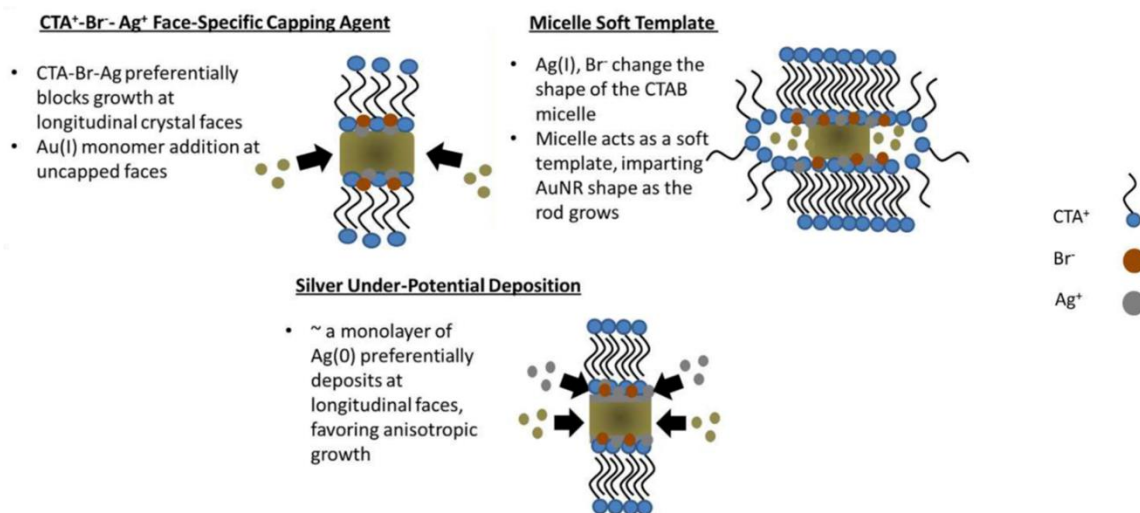 CTA⁺-Br⁻- Ag⁺ Face-Specific Capping Agent
• CTA-Br-Ag preferentially
blocks growth at
longitudinal crystal faces
• Au(I) monomer addition at
uncapped faces
Micelle Soft Template
• Ag(I), Br⁻ change the
shape of the CTAB
micelle
• Micelle acts as a soft
template, imparting
AuNR shape as the
rod grows
CTA⁺
Br⁻
Ag⁺
Silver Under-Potential Deposition
• ~ a monolayer of
Ag(0) preferentially
deposits at
longitudinal faces,
favoring anisotropic
growth